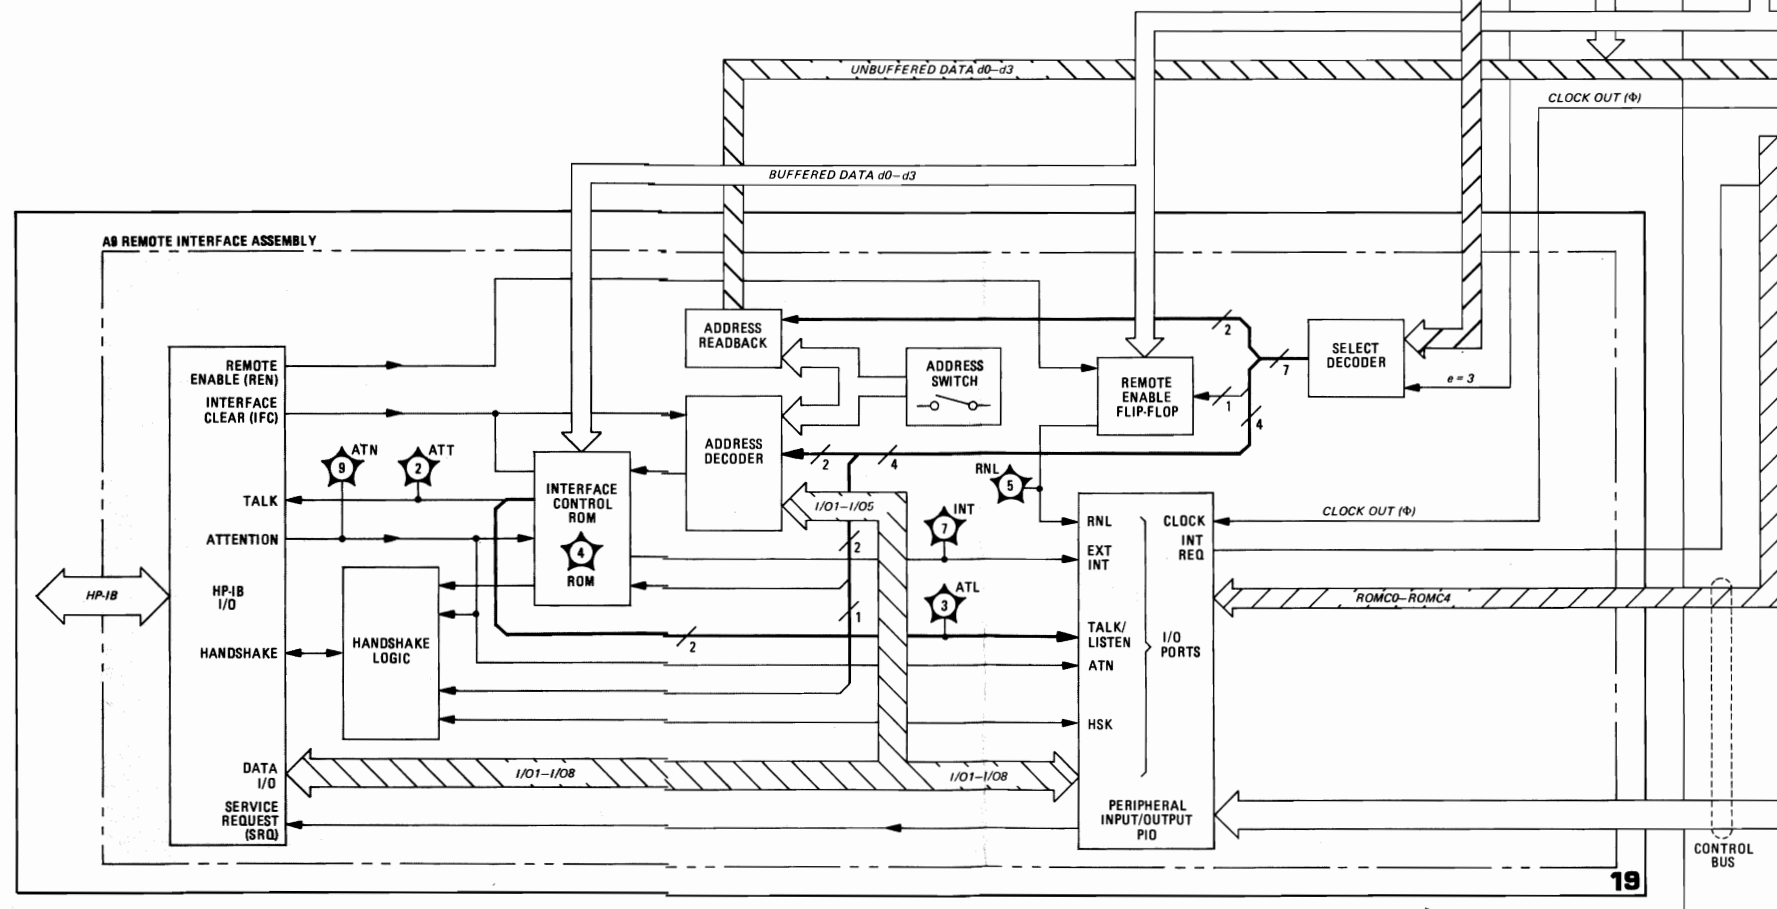 UNBUFFERED DATA d0–d3
CLOCK OUT (Φ)
BUFFERED DATA d0–d3
A9 REMOTE INTERFACE ASSEMBLY
ADDRESS
READBACK
2
ADDRESS
SWITCH
SELECT
DECODER
7
e = 3
REMOTE
ENABLE
FLIP-FLOP
1
4
REMOTE
ENABLE (REN)
INTERFACE
CLEAR (IFC)
ADDRESS
DECODER
2
4
9
ATN
2
ATT
TALK
ATTENTION
INTERFACE
CONTROL
ROM
4
ROM
I/O1–I/O5
RNL
5
7
INT
2
3
ATL
1
HP-IB
HP-IB
I/O
HANDSHAKE
HANDSHAKE
LOGIC
2
RNL
EXT
INT
TALK/
LISTEN
ATN
HSK
I/O
PORTS
CLOCK
INT
REQ
CLOCK OUT (Φ)
ROMC0–ROMC4
DATA
I/O
I/O1–I/O8
I/O1–I/O8
SERVICE
REQUEST
(SRQ)
PERIPHERAL
INPUT/OUTPUT
PIO
CONTROL
BUS
19